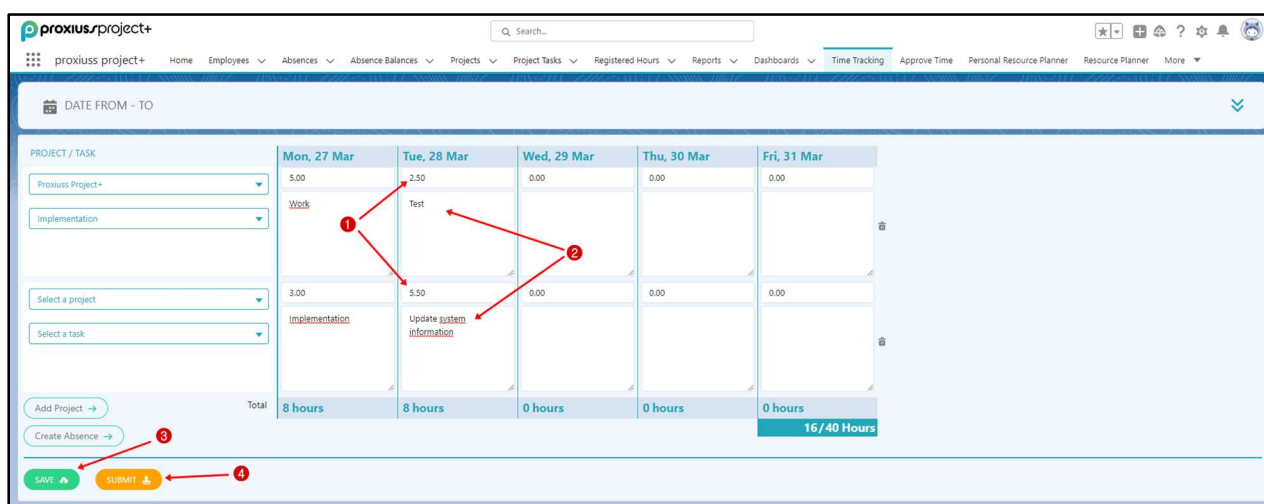 proxiussproject+
Search...
proxiuss project+ Home Employees Absences Absence Balances Projects Project Tasks Registered Hours Reports Dashboards Time Tracking Approve Time Personal Resource Planner Resource Planner More
DATE FROM - TO
PROJECT / TASK Mon, 27 Mar Tue, 28 Mar Wed, 29 Mar Thu, 30 Mar Fri, 31 Mar
Proxiuss Project+ 5.00 2.50 0.00 0.00 0.00
Work Test
Implementation
1
2
Select a project 3.00 5.50 0.00 0.00 0.00
Implementation Update system
information
Select a task
Add Project → Total 8 hours 8 hours 0 hours 0 hours 0 hours
16/40 Hours
Create Absence →
3
SAVE SUBMIT
4